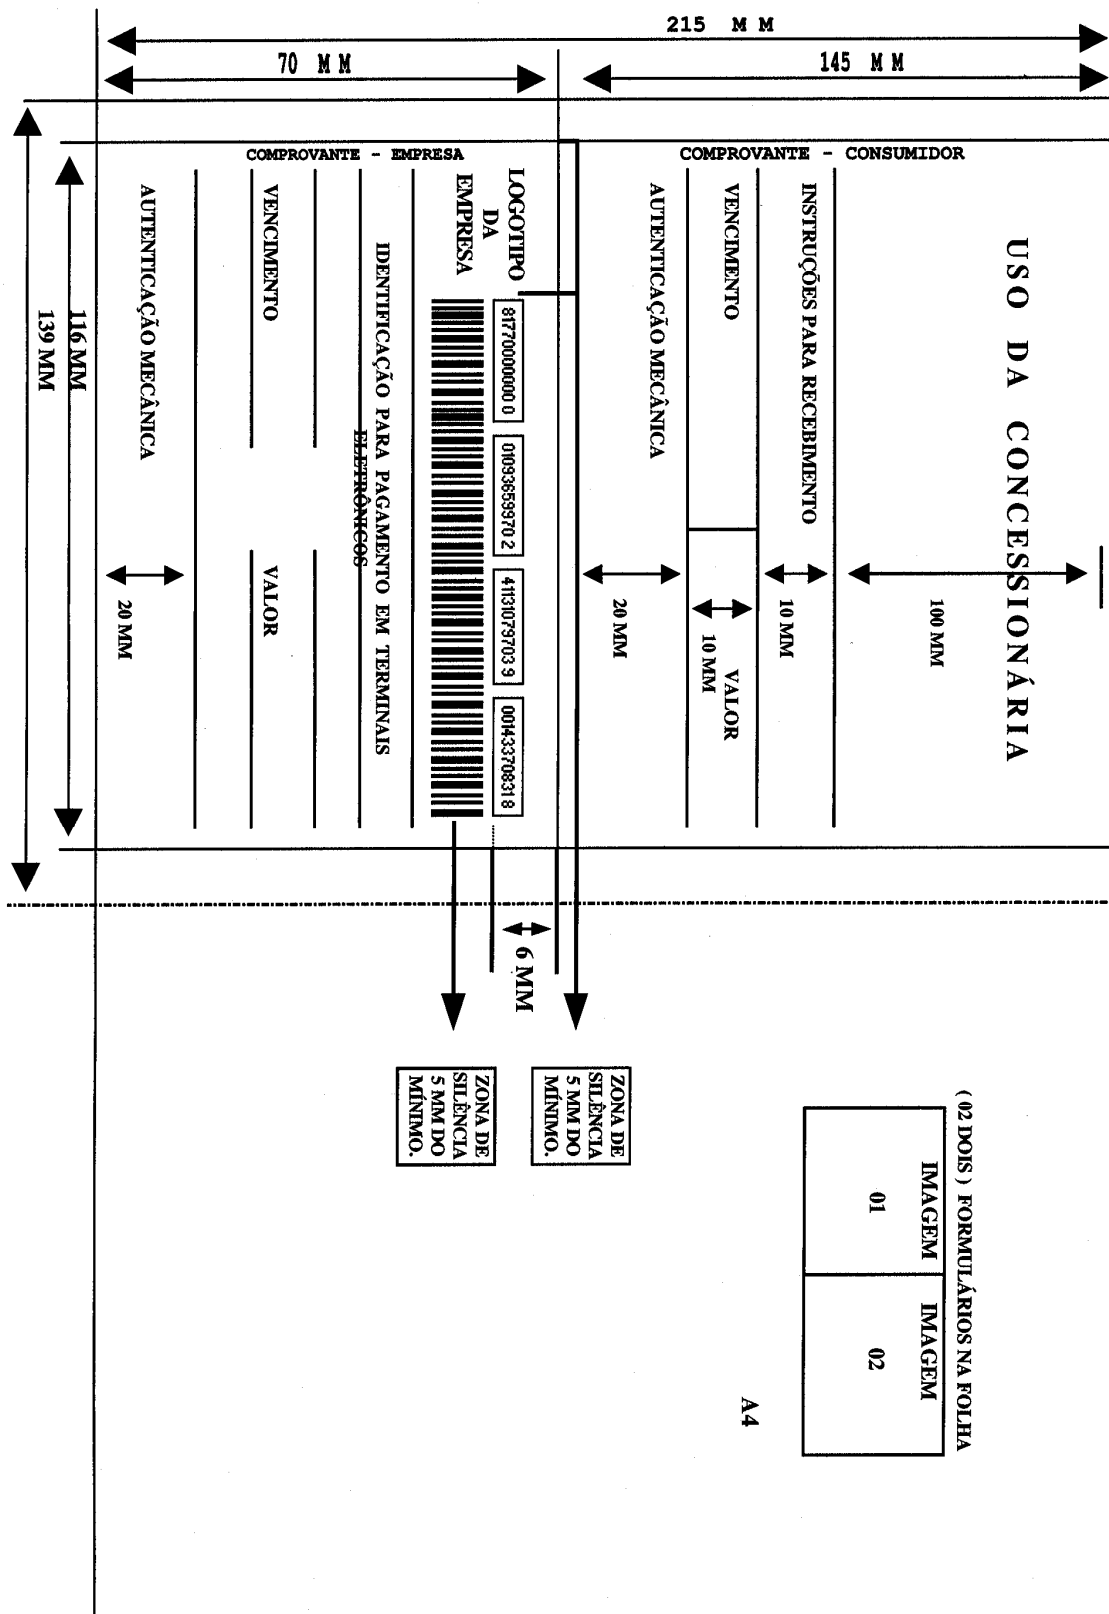 215 M M
70 M M
145 M M
COMPROVANTE - EMPRESA
COMPROVANTE - CONSUMIDOR
USO DA CONCESSIONÁRIA
100 MM
INSTRUÇÕES PARA RECEBIMENTO
10 MM
VENCIMENTO
VALOR
10 MM
AUTENTICAÇÃO MECÂNICA
20 MM
LOGOTIPO
DA
EMPRESA
81770000000 0
01093659970 2
41131079703 9
00143370831 8
IDENTIFICAÇÃO PARA PAGAMENTO EM TERMINAIS
ELETRÔNICOS
VENCIMENTO
VALOR
AUTENTICAÇÃO MECÂNICA
20 MM
116 MM
139 MM
6 MM
ZONA DE
SILÊNCIA
5 MM DO
MÍNIMO.
ZONA DE
SILÊNCIA
5 MM DO
MÍNIMO.
( 02 DOIS ) FORMULÁRIOS NA FOLHA
IMAGEM
01
IMAGEM
02
A4